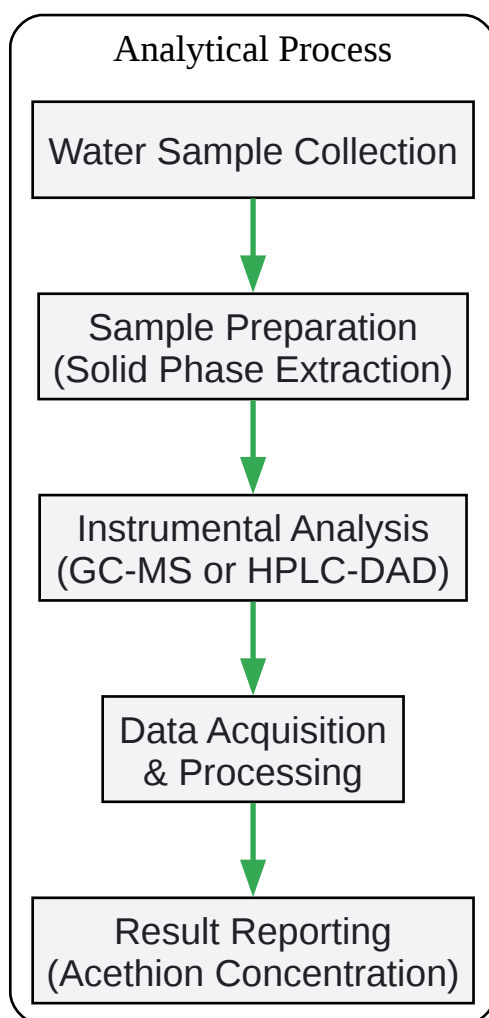 Analytical Process
Water Sample Collection
Sample Preparation
(Solid Phase Extraction)
Instrumental Analysis
(GC-MS or HPLC-DAD)
Data Acquisition
& Processing
Result Reporting
(Acethion Concentration)